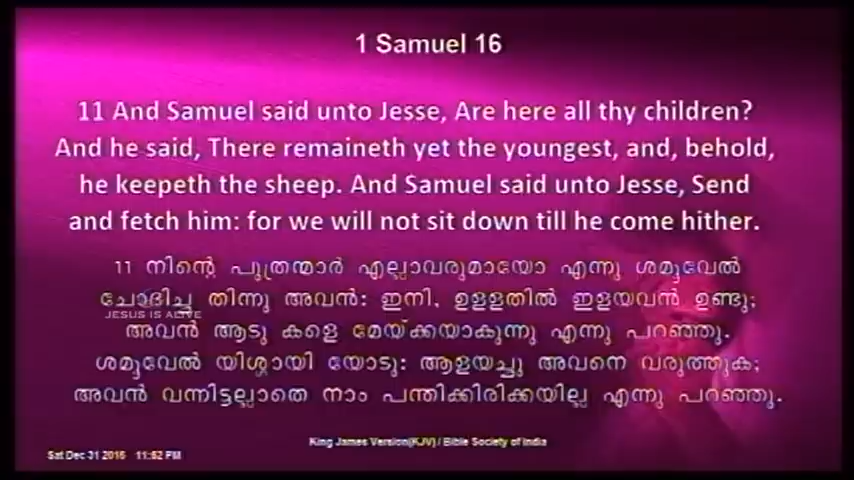 1 Samuel 16
11 And Samuel said unto Jesse, Are here all thy children?
And he said, There remaineth yet the youngest, and, behold,
he keepeth the sheep. And Samuel said unto Jesse, Send
and fetch him: for we will not sit down till he come hither.
11 നിന്റെ പുത്രന്മാർ എല്ലാവരുമായോ എന്നു ശമൂവേൽ
ചോദിച്ച തിന്നു അവൻ: ഇനി, ഉള്ളതിൽ ഇളയവൻ ഉണ്ടു;
JESUS IS ALIVE
അവൻ ആടു കളെ മേയ്ക്കയാകുന്നു എന്നു പറഞ്ഞു.
ശമൂവേൽ യിശ്ശായി യോടു: ആളയച്ചു അവനെ വരുത്തുക;
അവൻ വന്നിട്ടല്ലാതെ നാം പന്തിക്കിരിക്കയില്ല എന്നു പറഞ്ഞു.
King James Version(KJV) / Bible Society of India
Sat Dec 31 2016 11:52 PM